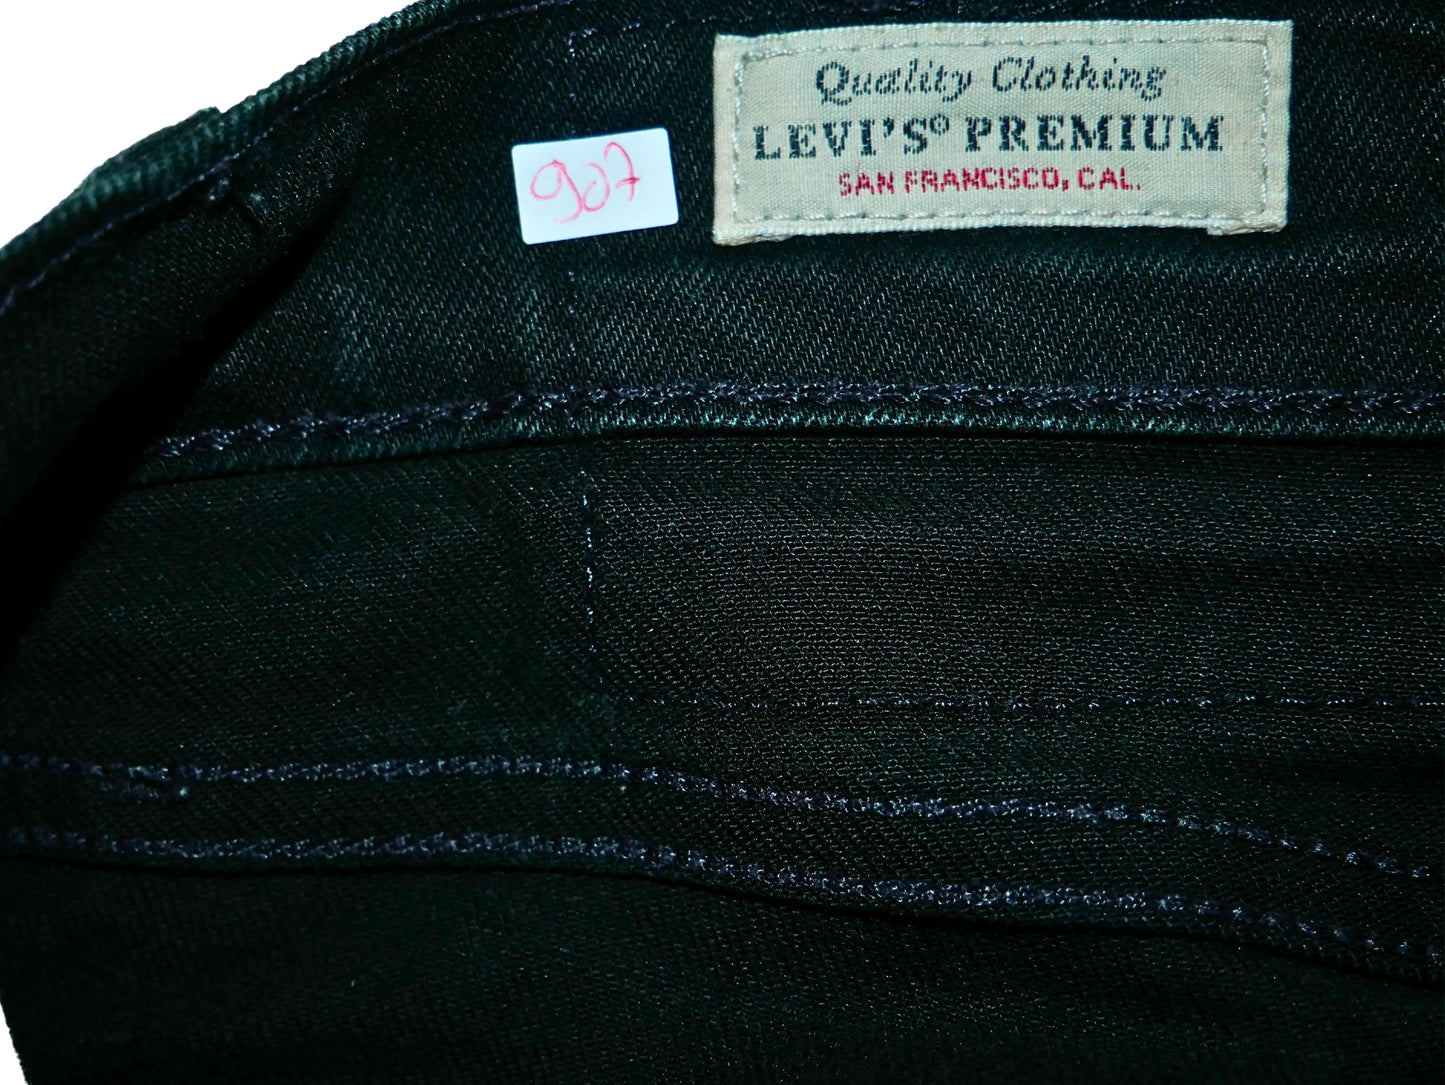 Quality Clothing
LEVI'S® PREMIUM
SAN FRANCISCO, CAL.
907